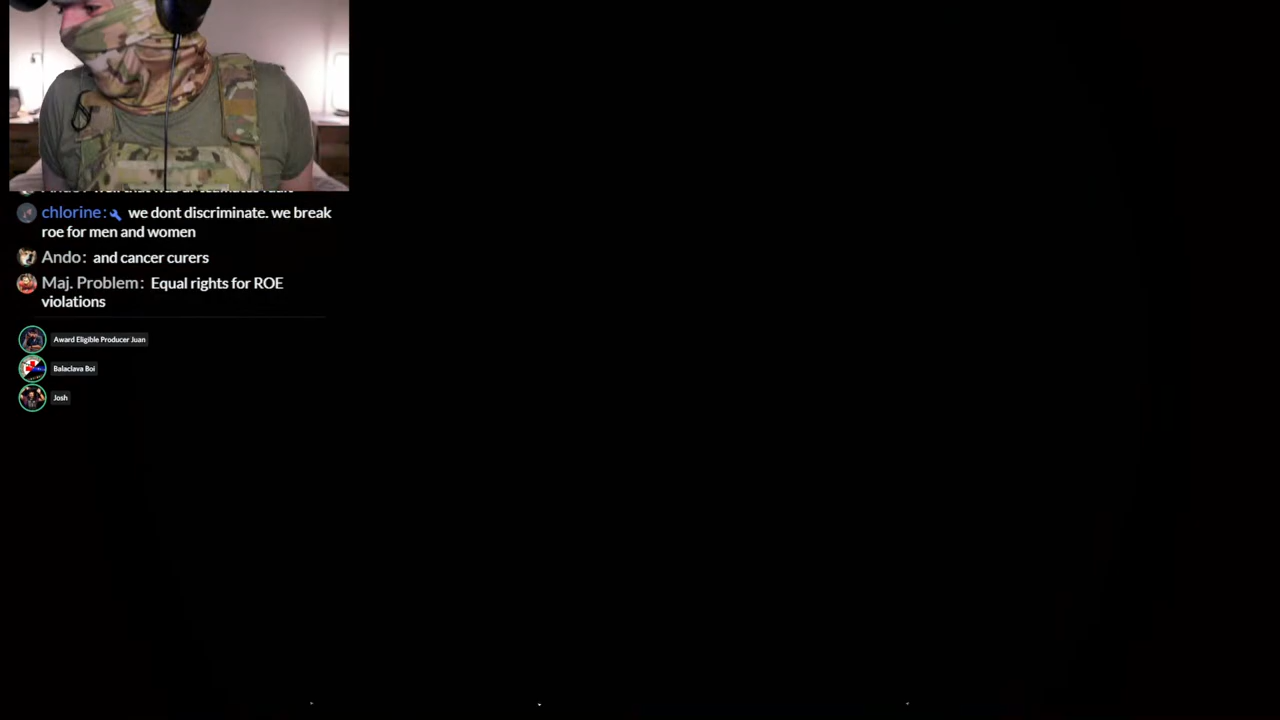 chlorine: we dont discriminate. we break
roe for men and women
Ando: and cancer curers
Maj. Problem: Equal rights for ROE
violations
Award Eligible Producer Juan
Balaclava Boi
Josh